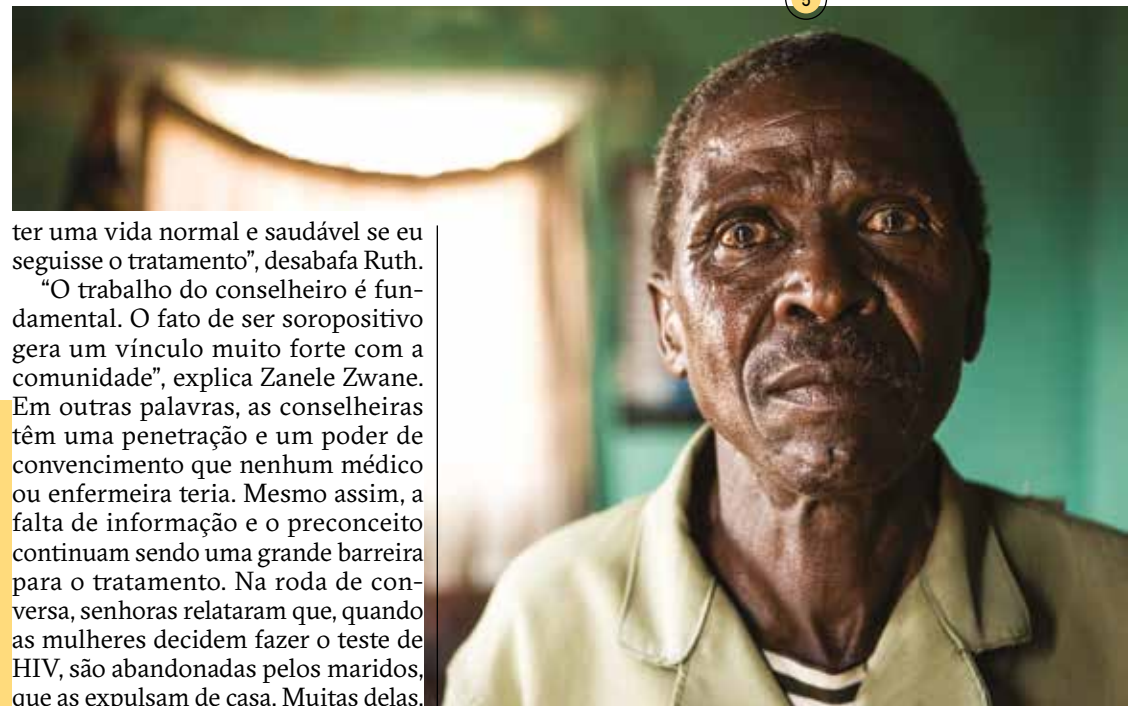 5
ter uma vida normal e saudável se eu
seguisse o tratamento”, desabafa Ruth.
“O trabalho do conselheiro é fun-
damental. O fato de ser soropositivo
gera um vínculo muito forte com a
comunidade”, explica Zanele Zwane.
Em outras palavras, as conselheiras
têm uma penetração e um poder de
convencimento que nenhum médico
ou enfermeira teria. Mesmo assim, a
falta de informação e o preconceito
continuam sendo uma grande barreira
para o tratamento. Na roda de con-
versa, senhoras relataram que, quando
as mulheres decidem fazer o teste de
HIV, são abandonadas pelos maridos,
que as expulsam de casa. Muitas delas,